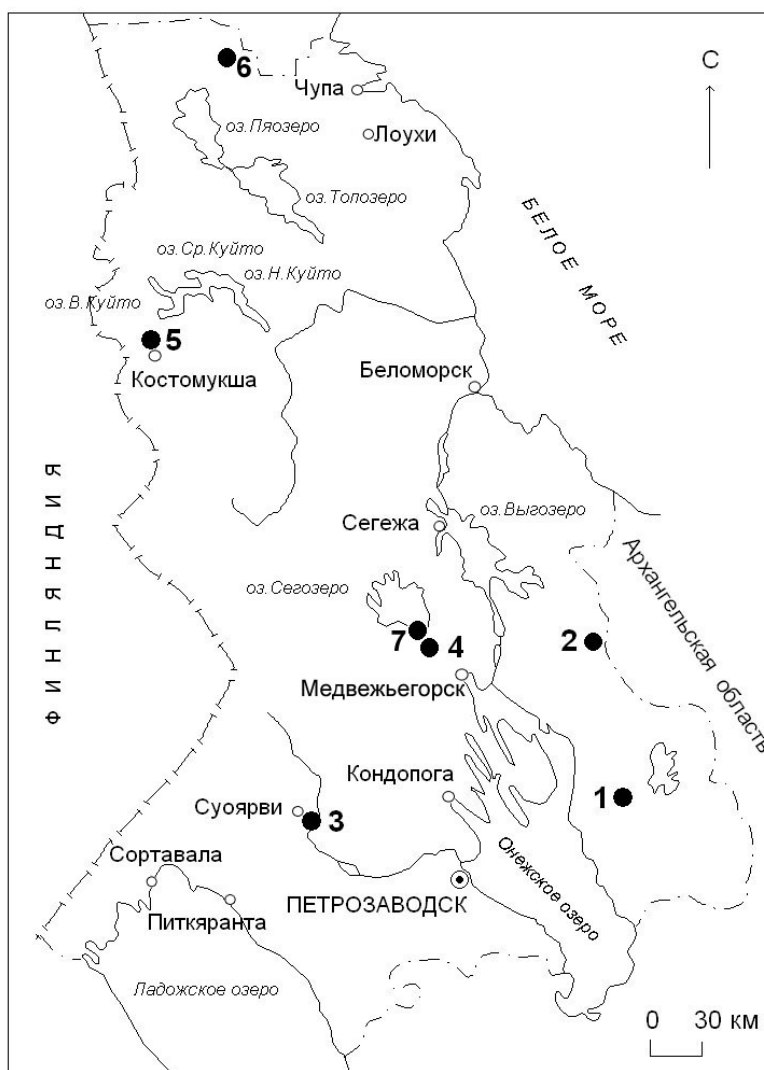 6
С
Чупа
оз.Пяозеро
Лоухи
оз.Топозеро
БЕЛОЕ МОРЕ
оз.Ср.Куйто
оз.Н.Куйто
оз.В.Куйто
5
Костомукша
Беломорск
ФИНЛЯНДИЯ
Сегежа
оз.Выгозеро
Архангельская область
оз.Сегозеро
7
4
2
Медвежьегорск
Кондопога
1
Суоярви
3
Сортавала
Онежское озеро
ПЕТРОЗАВОДСК
Питкяранта
Ладожское озеро
0 30 км